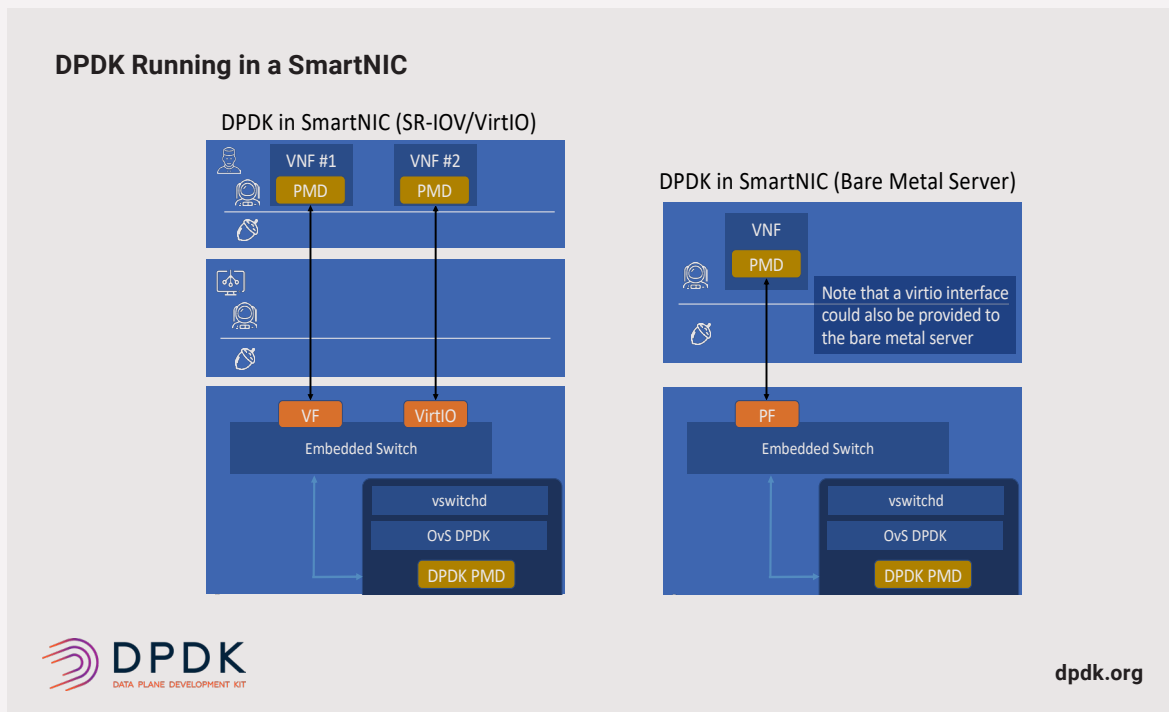 DPDK Running in a SmartNIC
DPDK in SmartNIC (SR-IOV/VirtIO)
VNF #1
VNF #2
PMD
PMD
VF
VirtIO
Embedded Switch
vswitchd
OvS DPDK
DPDK PMD
DPDK in SmartNIC (Bare Metal Server)
VNF
PMD
Note that a virtio interface
could also be provided to
the bare metal server
PF
Embedded Switch
vswitchd
OvS DPDK
DPDK PMD
DPDK
DATA PLANE DEVELOPMENT KIT
dpdk.org